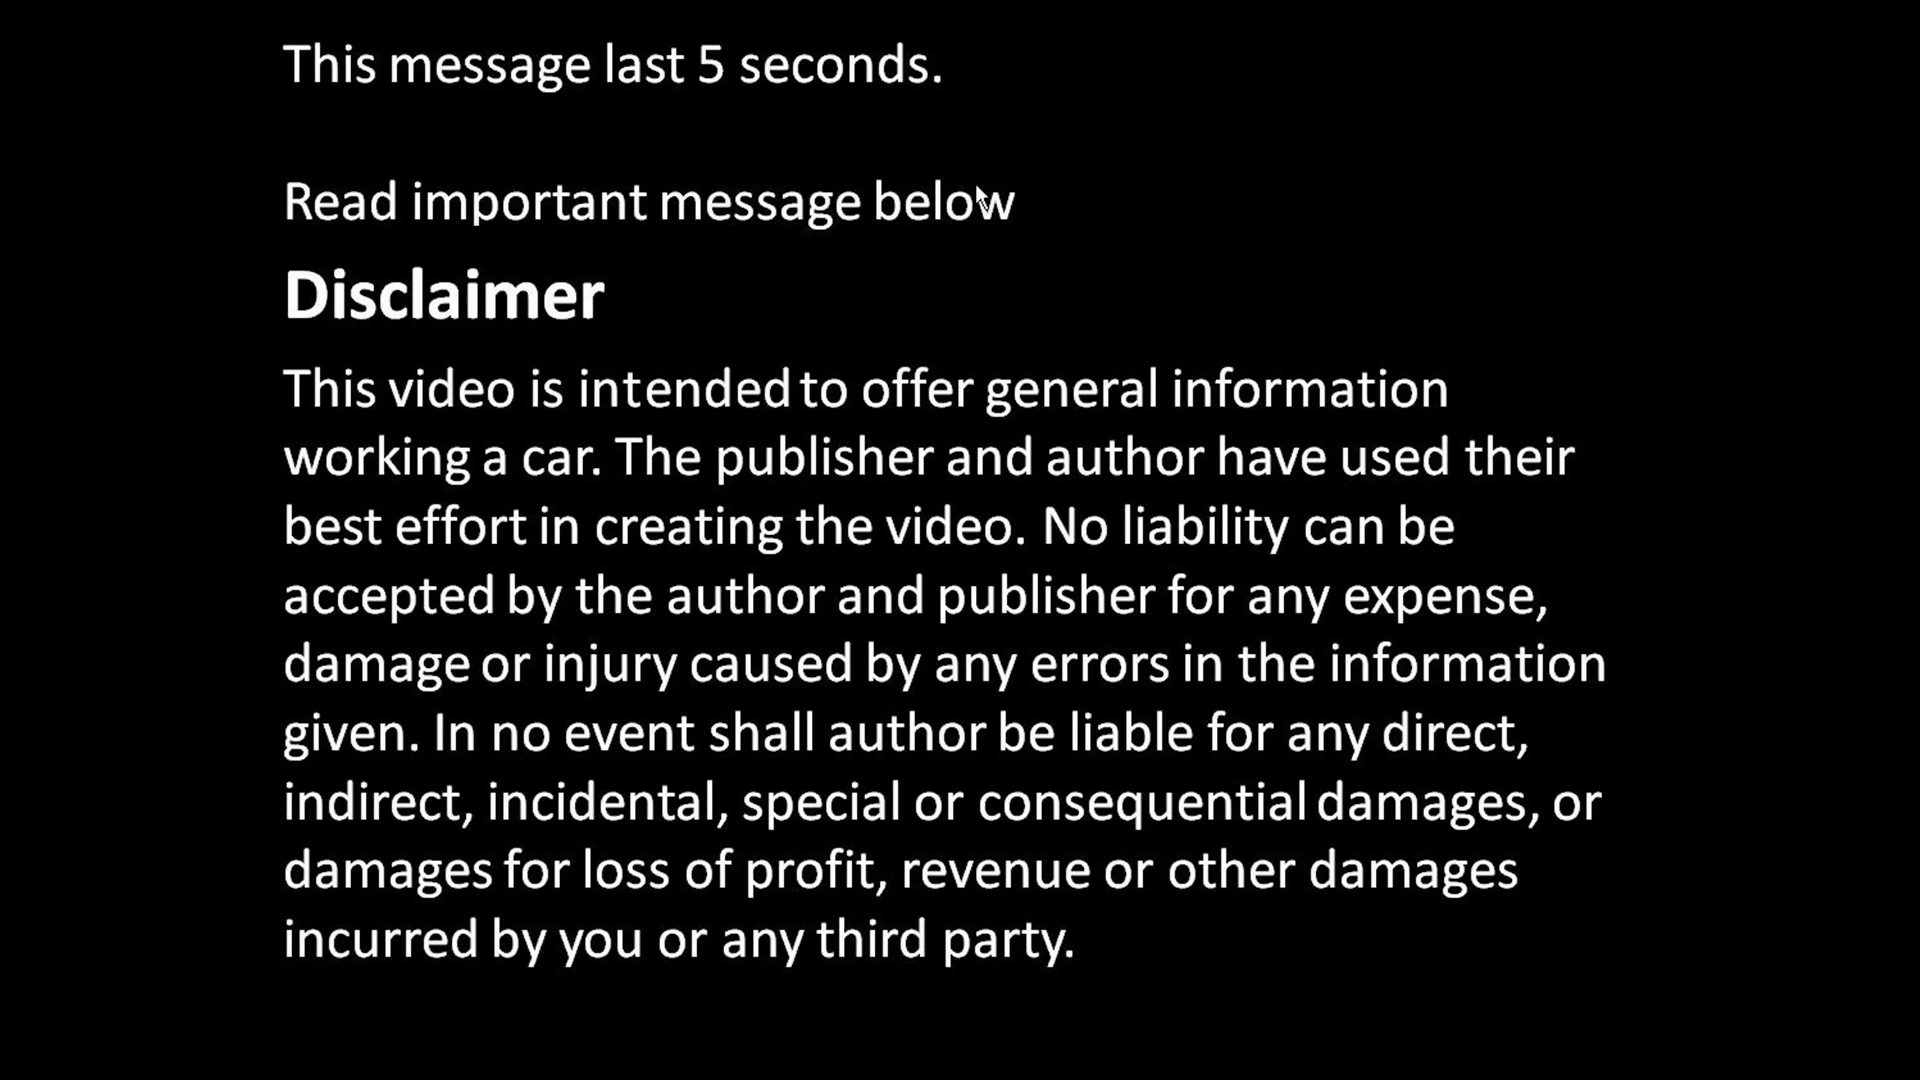 This message last 5 seconds.
Read important message below
Disclaimer
This video is intended to offer general information
working a car. The publisher and author have used their
best effort in creating the video. No liability can be
accepted by the author and publisher for any expense,
damage or injury caused by any errors in the information
given. In no event shall author be liable for any direct,
indirect, incidental, special or consequential damages, or
damages for loss of profit, revenue or other damages
incurred by you or any third party.